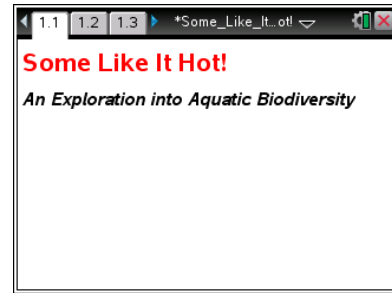 1.1 1.2 1.3 *Some_Like_It...ot!
Some Like It Hot!
An Exploration into Aquatic Biodiversity